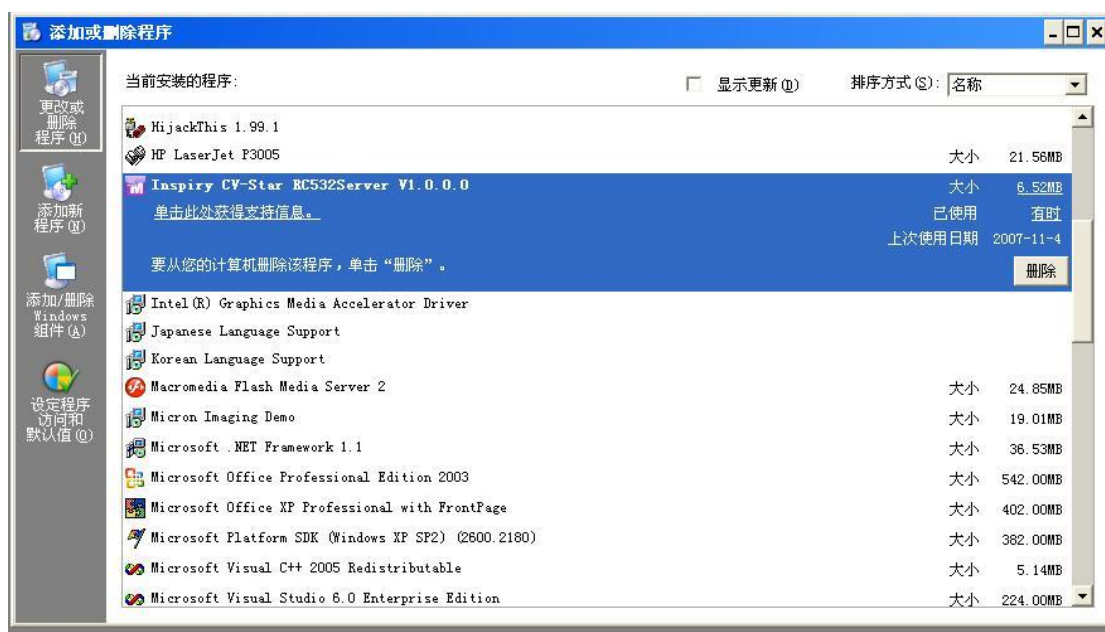 添加或删除程序
更改或
删除
程序(H)
添加新
程序(N)
添加/删除
Windows
组件(A)
设定程序
访问和
默认值(O)
当前安装的程序:
显示更新(D)
排序方式(S): 名称
HijackThis 1.99.1
HP LaserJet P3005 大小 21.56MB
Inspiry CV-Star RC532Server V1.0.0.0 大小 6.52MB
单击此处获得支持信息。 已使用 有时
上次使用日期 2007-11-4
要从您的计算机删除该程序,单击“删除”。 删除
Intel(R) Graphics Media Accelerator Driver
Japanese Language Support
Korean Language Support
Macromedia Flash Media Server 2 大小 24.85MB
Micron Imaging Demo 大小 19.01MB
Microsoft .NET Framework 1.1 大小 36.53MB
Microsoft Office Professional Edition 2003 大小 542.00MB
Microsoft Office XP Professional with FrontPage 大小 402.00MB
Microsoft Platform SDK (Windows XP SP2) (2600.2180) 大小 382.00MB
Microsoft Visual C++ 2005 Redistributable 大小 5.14MB
Microsoft Visual Studio 6.0 Enterprise Edition 大小 224.00MB